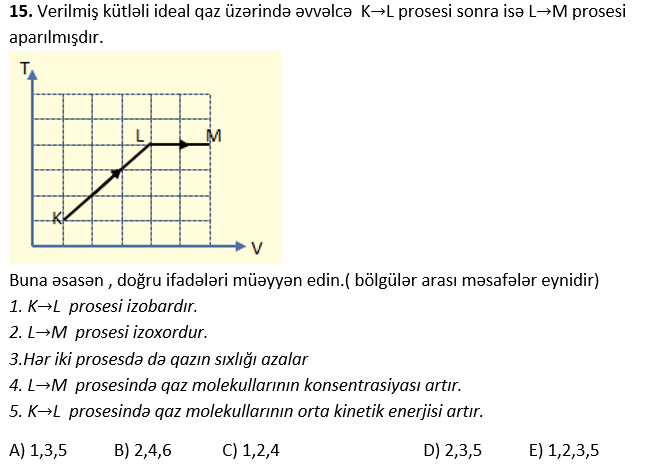 15. Verilmiş kütləli ideal qaz üzərində əvvəlcə K→L prosesi sonra isə L→M prosesi
aparılmışdır.
T
L
M
K
V
Buna əsasən , doğru ifadələri müəyyən edin.( bölgülər arası məsafələr eynidir)
1. K→L prosesi izobardır.
2. L→M prosesi izoxordur.
3.Hər iki prosesdə də qazın sıxlığı azalar
4. L→M prosesində qaz molekullarının konsentrasiyası artır.
5. K→L prosesində qaz molekullarının orta kinetik enerjisi artır.
A) 1,3,5 B) 2,4,6 C) 1,2,4 D) 2,3,5 E) 1,2,3,5